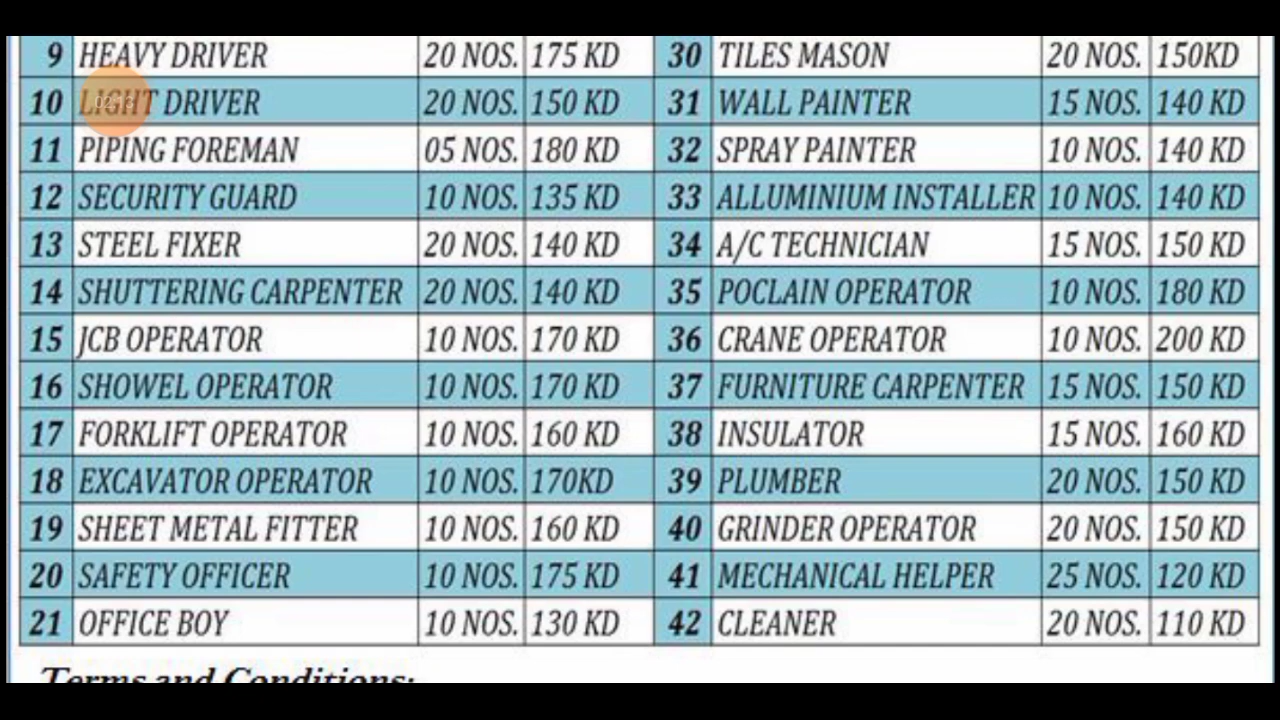 9 HEAVY DRIVER 20 NOS. 175 KD 30 TILES MASON 20 NOS. 150KD
02:13
10 LIGHT DRIVER 20 NOS. 150 KD 31 WALL PAINTER 15 NOS. 140 KD
11 PIPING FOREMAN 05 NOS. 180 KD 32 SPRAY PAINTER 10 NOS. 140 KD
12 SECURITY GUARD 10 NOS. 135 KD 33 ALLUMINIUM INSTALLER 10 NOS. 140 KD
13 STEEL FIXER 20 NOS. 140 KD 34 A/C TECHNICIAN 15 NOS. 150 KD
14 SHUTTERING CARPENTER 20 NOS. 140 KD 35 POCLAIN OPERATOR 10 NOS. 180 KD
15 JCB OPERATOR 10 NOS. 170 KD 36 CRANE OPERATOR 10 NOS. 200 KD
16 SHOWEL OPERATOR 10 NOS. 170 KD 37 FURNITURE CARPENTER 15 NOS. 150 KD
17 FORKLIFT OPERATOR 10 NOS. 160 KD 38 INSULATOR 15 NOS. 160 KD
18 EXCAVATOR OPERATOR 10 NOS. 170KD 39 PLUMBER 20 NOS. 150 KD
19 SHEET METAL FITTER 10 NOS. 160 KD 40 GRINDER OPERATOR 20 NOS. 150 KD
20 SAFETY OFFICER 10 NOS. 175 KD 41 MECHANICAL HELPER 25 NOS. 120 KD
21 OFFICE BOY 10 NOS. 130 KD 42 CLEANER 20 NOS. 110 KD
Terms and Conditions: